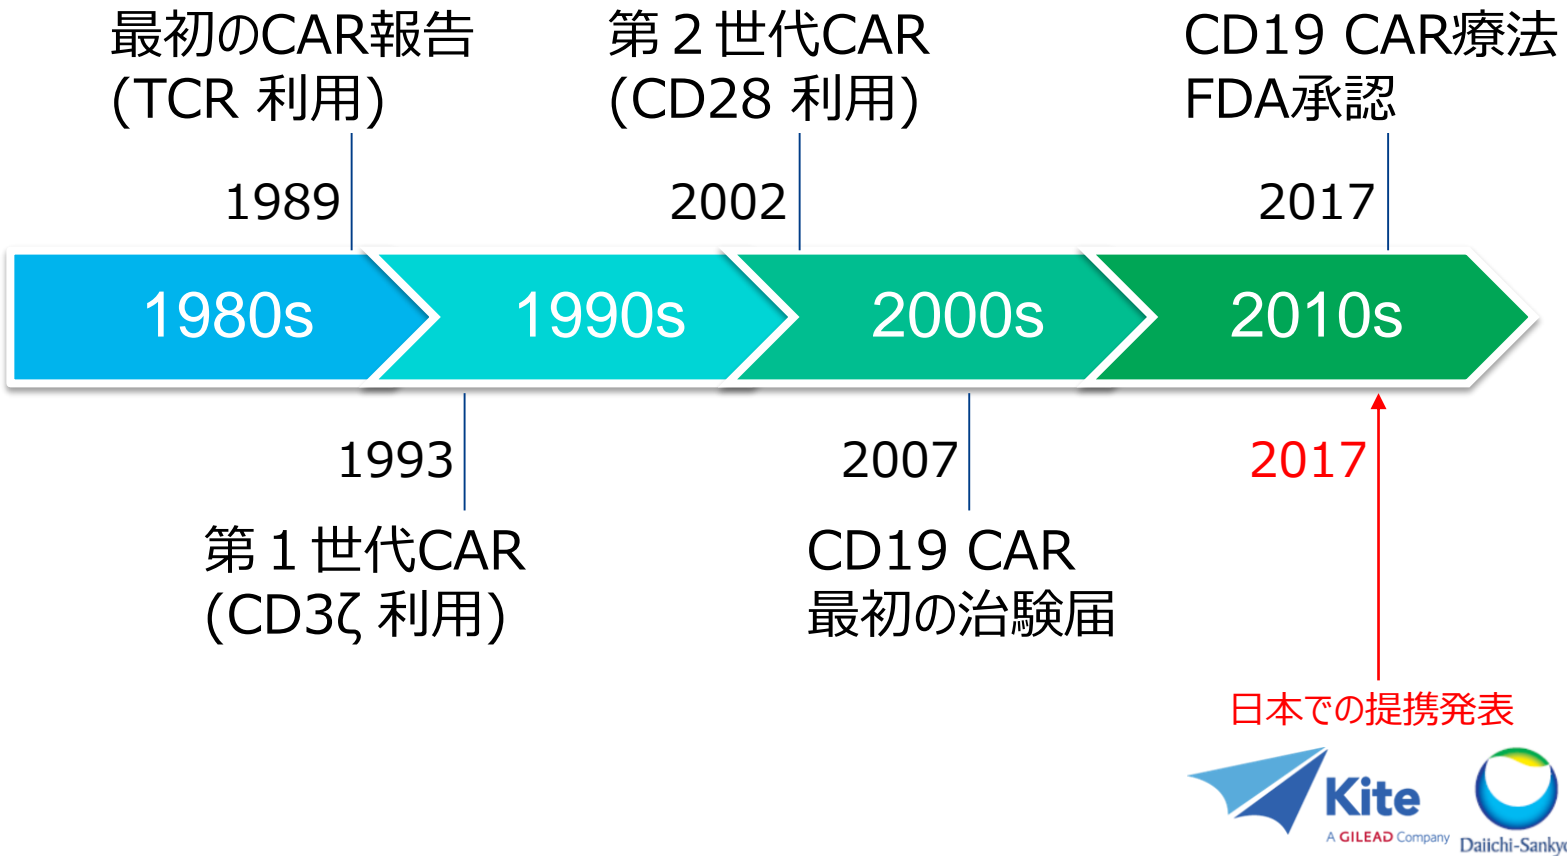 最初のCAR報告
(TCR 利用)
1989
第２世代CAR
(CD28 利用)
2002
CD19 CAR療法
FDA承認
2017
1980s
1990s
2000s
2010s
1993
第１世代CAR
(CD3ζ 利用)
2007
CD19 CAR
最初の治験届
2017
日本での提携発表
Kite
A GILEAD Company
Daiichi-Sankyo